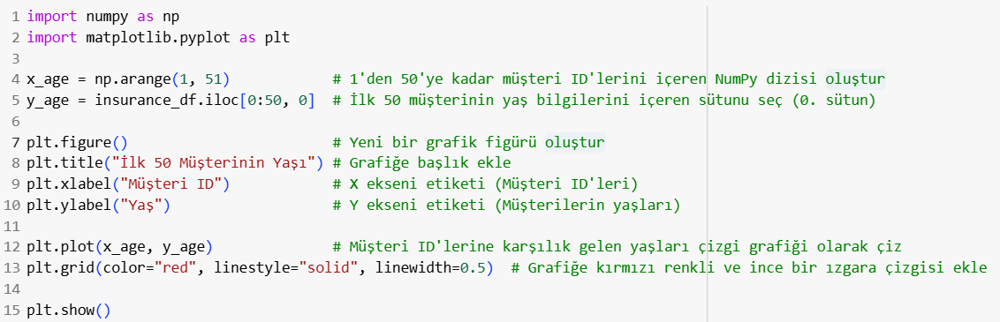 1 import numpy as np
2 import matplotlib.pyplot as plt
3
4 x_age = np.arange(1, 51) # 1'den 50'ye kadar müşteri ID'lerini içeren NumPy dizisi oluştur
5 y_age = insurance_df.iloc[0:50, 0] # İlk 50 müşterinin yaş bilgilerini içeren sütunu seç (0. sütun)
6
7 plt.figure() # Yeni bir grafik figürü oluştur
8 plt.title("İlk 50 Müşterinin Yaşı") # Grafiğe başlık ekle
9 plt.xlabel("Müşteri ID") # X ekseni etiketi (Müşteri ID'leri)
10 plt.ylabel("Yaş") # Y ekseni etiketi (Müşterilerin yaşları)
11
12 plt.plot(x_age, y_age) # Müşteri ID'lerine karşılık gelen yaşları çizgi grafiği olarak çiz
13 plt.grid(color="red", linestyle="solid", linewidth=0.5) # Grafiğe kırmızı renkli ve ince bir ızgara çizgisi ekle
14
15 plt.show()